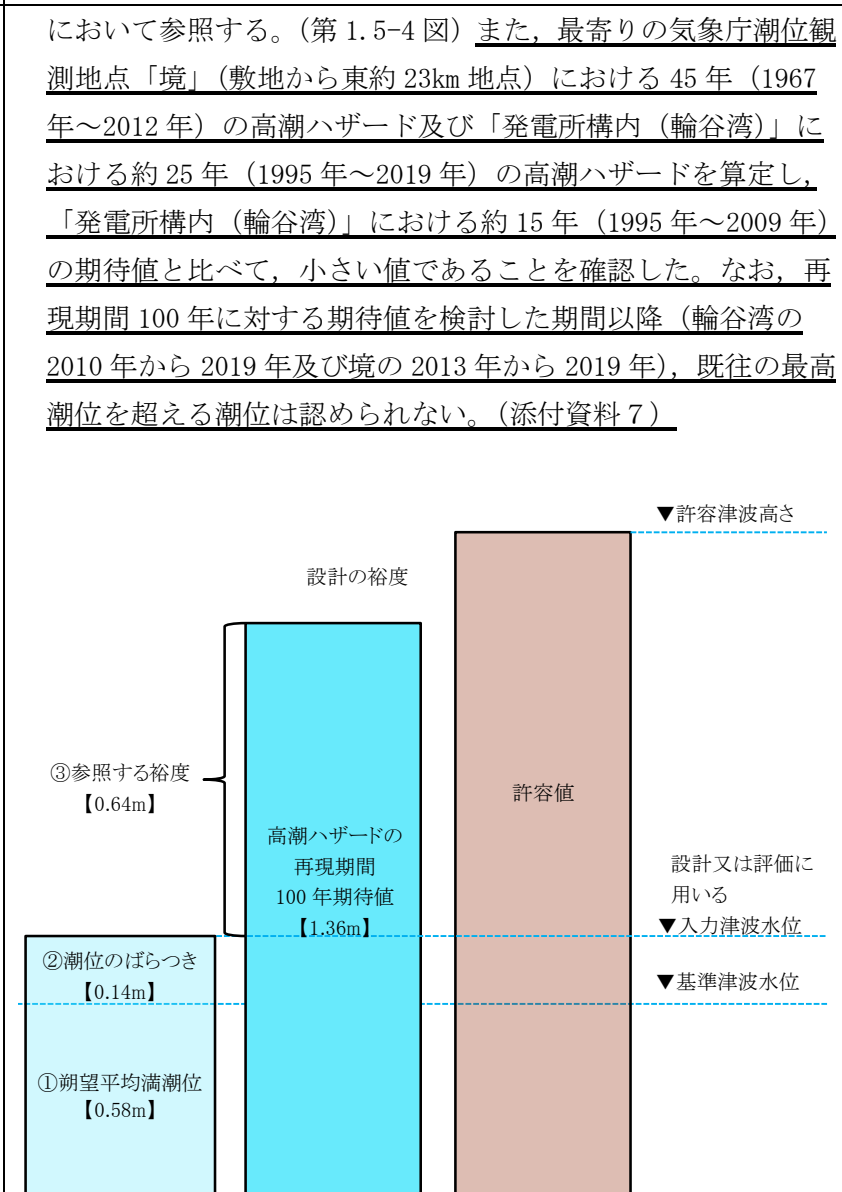 において参照する。(第 1.5-4 図) また，最寄りの気象庁潮位観
測地点「境」(敷地から東約 23㎞ 地点) における 45 年 (1967
年～2012 年) の高潮ハザード及び「発電所構内 (輪谷湾)」に
おける約 25 年 (1995 年～2019 年) の高潮ハザードを算定し，
「発電所構内 (輪谷湾)」における約 15 年 (1995 年～2009 年)
の期待値と比べて，小さい値であることを確認した。なお，再
現期間 100 年に対する期待値を検討した期間以降 (輪谷湾の
2010 年から 2019 年及び境の 2013 年から 2019 年)，既往の最高
潮位を超える潮位は認められない。(添付資料７)
▼許容津波高さ
設計の裕度
③参照する裕度
【0.64m】
高潮ハザードの
再現期間
100 年期待値
【1.36m】
許容値
設計又は評価に
用いる
▼入力津波水位
②潮位のばらつき
【0.14m】
▼基準津波水位
①朔望平均満潮位
【0.58m】